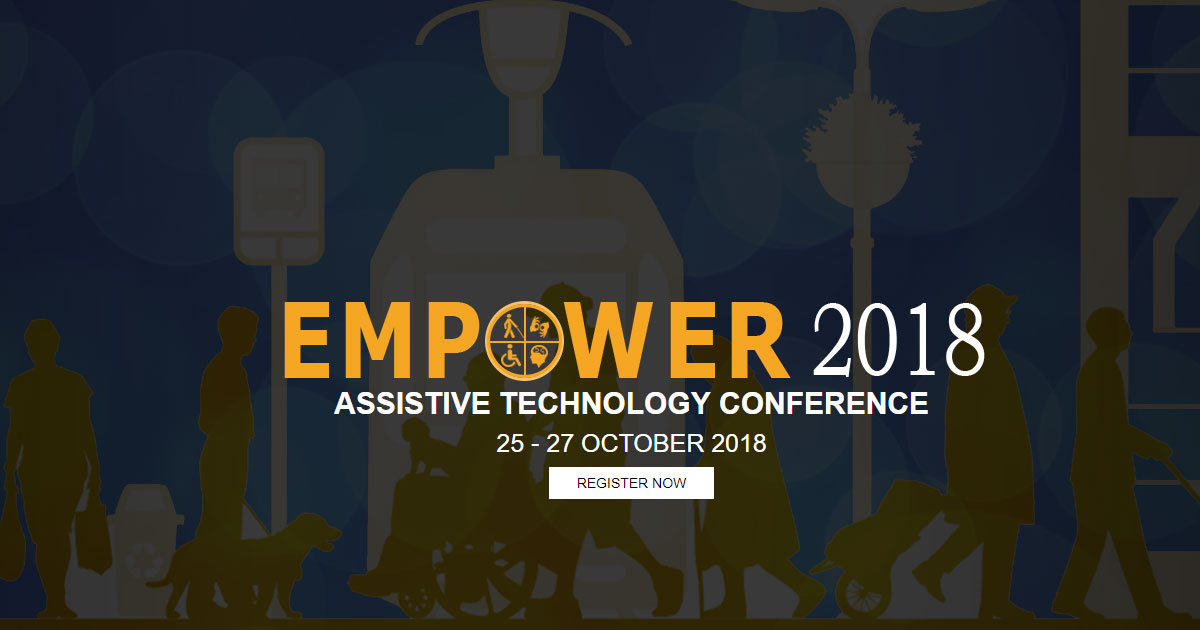 EMPOWER 2018
ASSISTIVE TECHNOLOGY CONFERENCE
25 - 27 OCTOBER 2018
REGISTER NOW